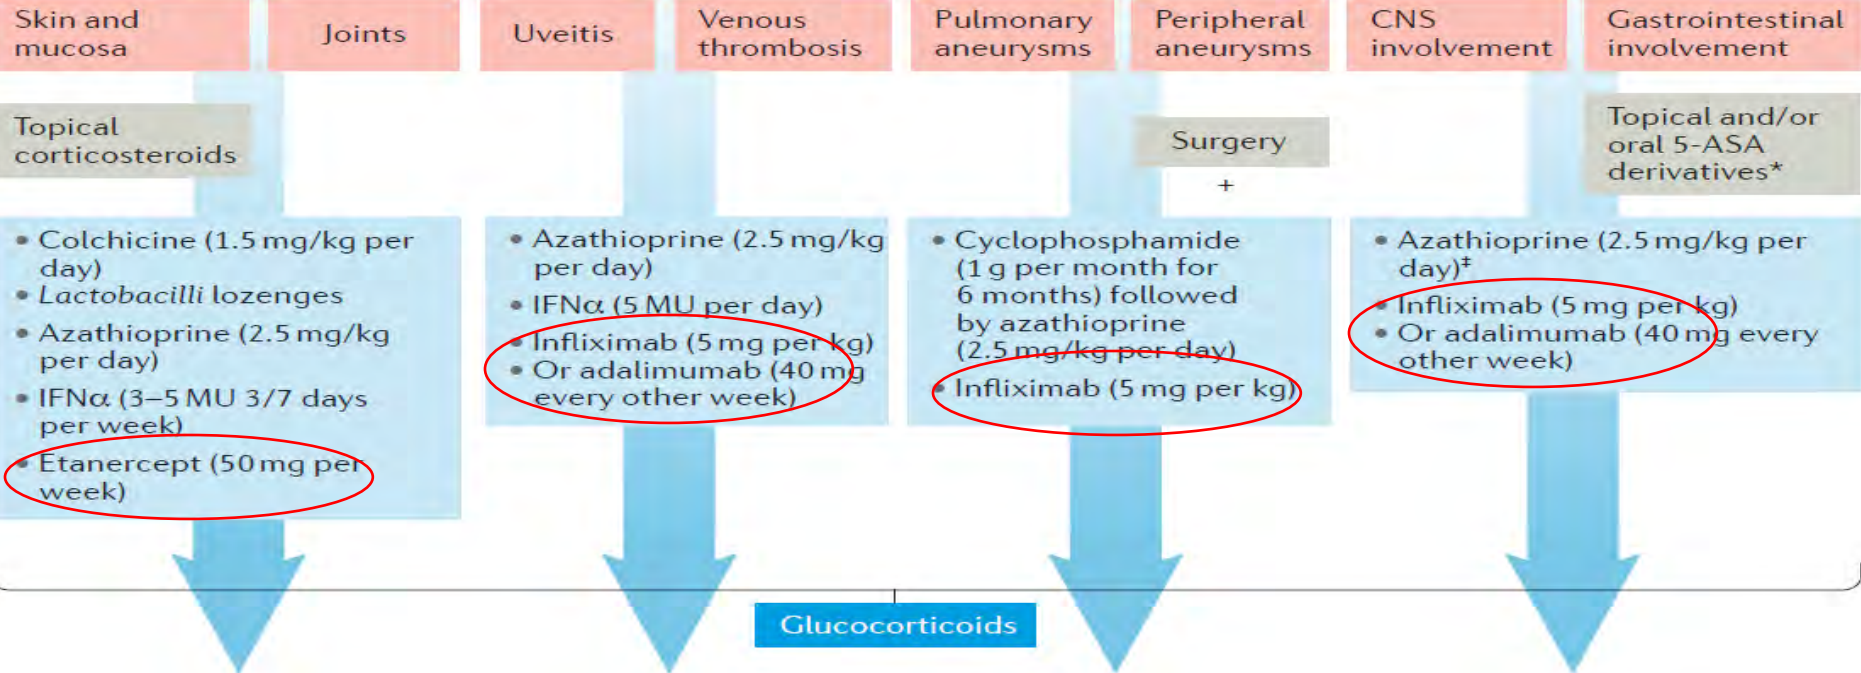 Skin and
mucosa
Joints
Uveitis
Venous
thrombosis
Pulmonary
aneurysms
Peripheral
aneurysms
CNS
involvement
Gastrointestinal
involvement
Topical
corticosteroids
Surgery
+
Topical and/or
oral 5-ASA
derivatives*
• Colchicine (1.5 mg/kg per
day)
• Lactobacilli lozenges
• Azathioprine (2.5 mg/kg
per day)
• IFNα (3–5 MU 3/7 days
per week)
• Etanercept (50 mg per
week)
• Azathioprine (2.5 mg/kg
per day)
• IFNα (5 MU per day)
• Infliximab (5 mg per kg)
• Or adalimumab (40 mg
every other week)
• Cyclophosphamide
(1 g per month for
6 months) followed
by azathioprine
(2.5 mg/kg per day)
• Infliximab (5 mg per kg)
• Azathioprine (2.5 mg/kg per
day)‡
• Infliximab (5 mg per kg)
• Or adalimumab (40 mg every
other week)
Glucocorticoids